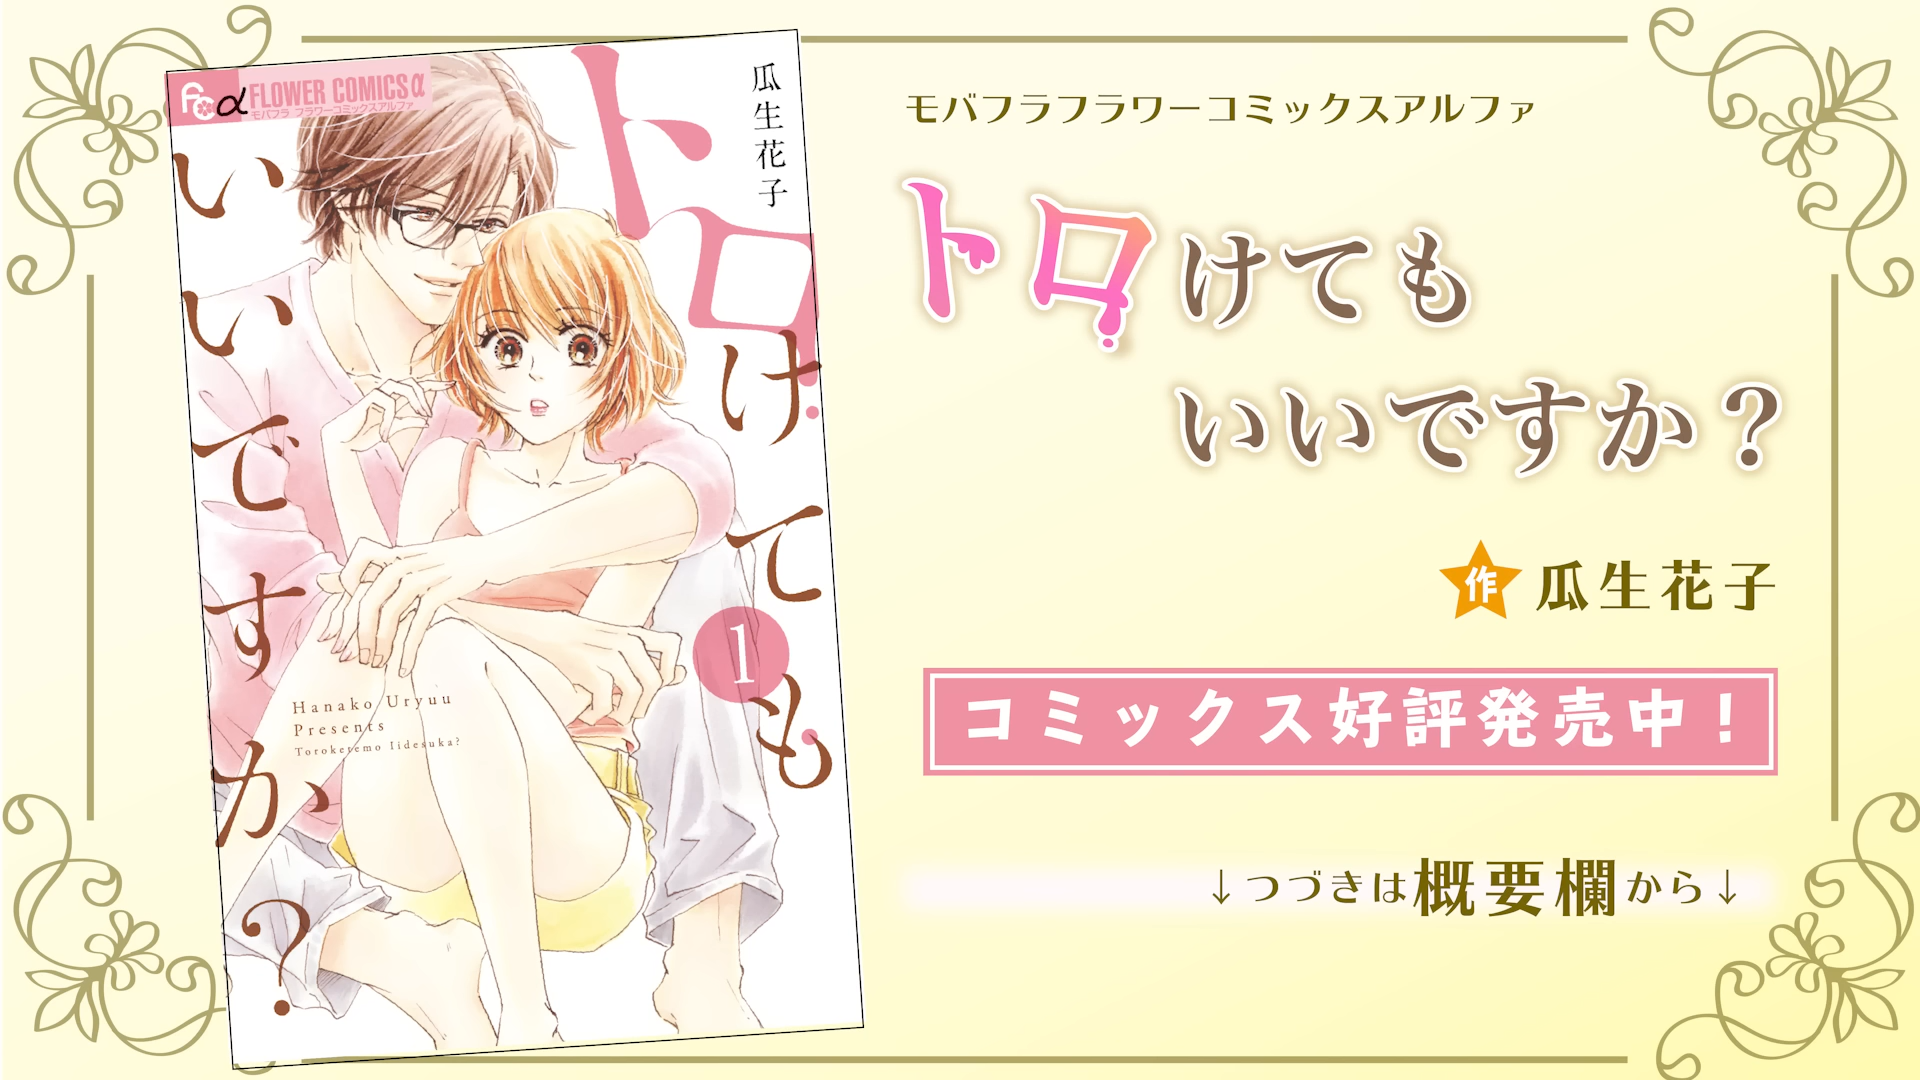 FCα FLOWER COMICSα
モバフラ フラワーコミックスアルファ
瓜生花子
トロけても
いいですか?
1
Hanako Uryuu
Presents
Toroketemo Iidesuka?
モバフラフラワーコミックスアルファ
トロけても
いいですか?
作 瓜生花子
コミックス好評発売中!
↓つづきは概要欄から↓